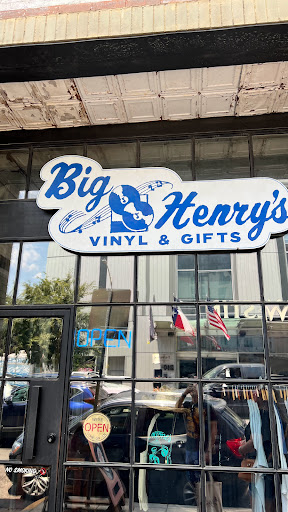 Big & Henry's
VINYL & GIFTS
OPEN
OPEN
NO SMOKING